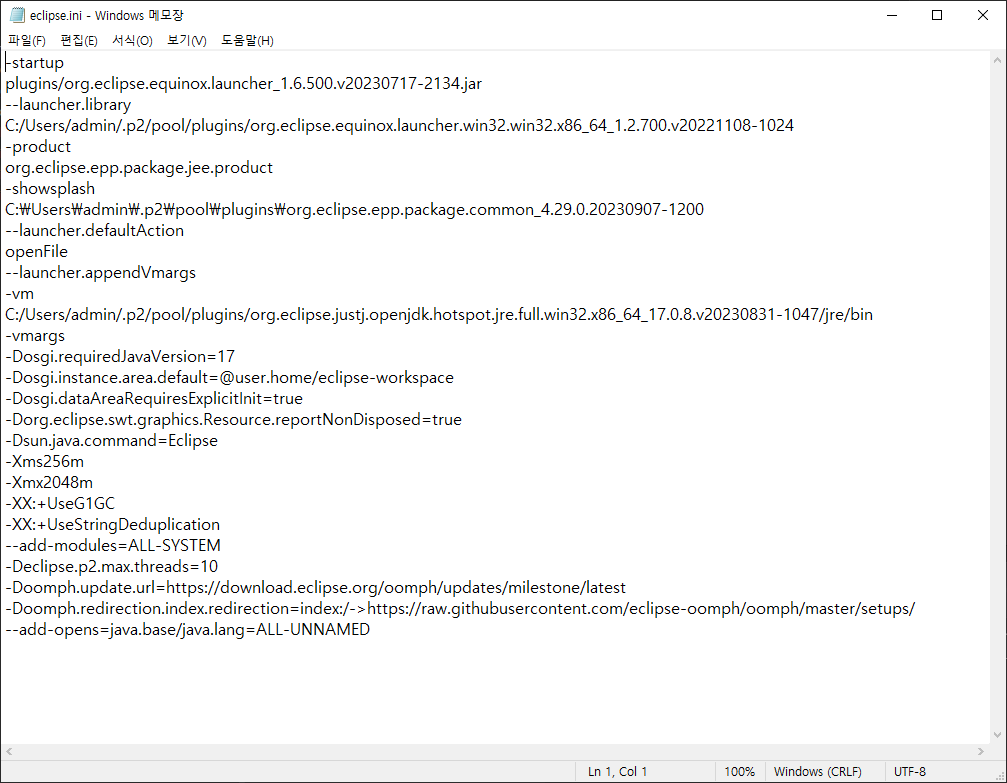 eclipse.ini - Windows 메모장
파일(F) 편집(E) 서식(O) 보기(V) 도움말(H)
-startup
plugins/org.eclipse.equinox.launcher_1.6.500.v20230717-2134.jar
--launcher.library
C:/Users/admin/.p2/pool/plugins/org.eclipse.equinox.launcher.win32.win32.x86_64_1.2.700.v20221108-1024
-product
org.eclipse.epp.package.jee.product
-showsplash
C:₩Users₩admin₩.p2₩pool₩plugins₩org.eclipse.epp.package.common_4.29.0.20230907-1200
--launcher.defaultAction
openFile
--launcher.appendVmargs
-vm
C:/Users/admin/.p2/pool/plugins/org.eclipse.justj.openjdk.hotspot.jre.full.win32.x86_64_17.0.8.v20230831-1047/jre/bin
-vmargs
-Dosgi.requiredJavaVersion=17
-Dosgi.instance.area.default=@user.home/eclipse-workspace
-Dosgi.dataAreaRequiresExplicitInit=true
-Dorg.eclipse.swt.graphics.Resource.reportNonDisposed=true
-Dsun.java.command=Eclipse
-Xms256m
-Xmx2048m
-XX:+UseG1GC
-XX:+UseStringDeduplication
--add-modules=ALL-SYSTEM
-Declipse.p2.max.threads=10
-Doomph.update.url=https://download.eclipse.org/oomph/updates/milestone/latest
-Doomph.redirection.index.redirection=index:/->https://raw.githubusercontent.com/eclipse-oomph/oomph/master/setups/
--add-opens=java.base/java.lang=ALL-UNNAMED
Ln 1, Col 1 100% Windows (CRLF) UTF-8